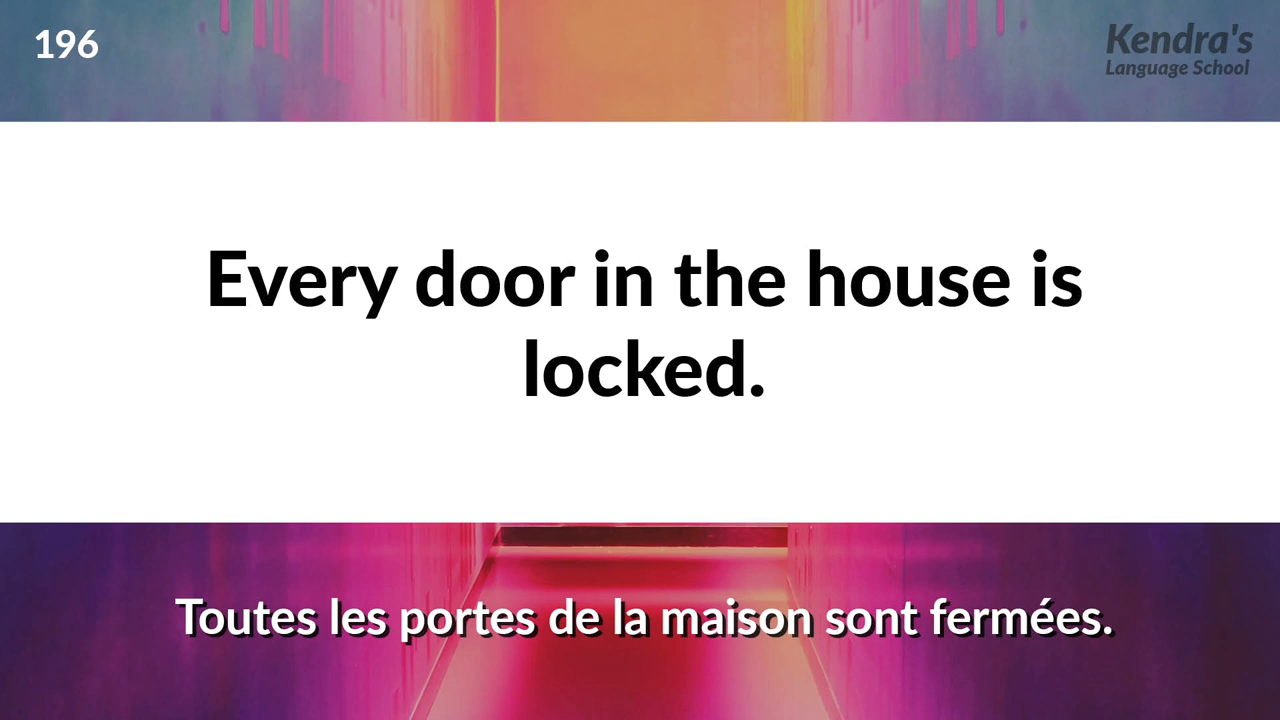 196
Kendra's
Language School
Every door in the house is
locked.
Toutes les portes de la maison sont fermées.